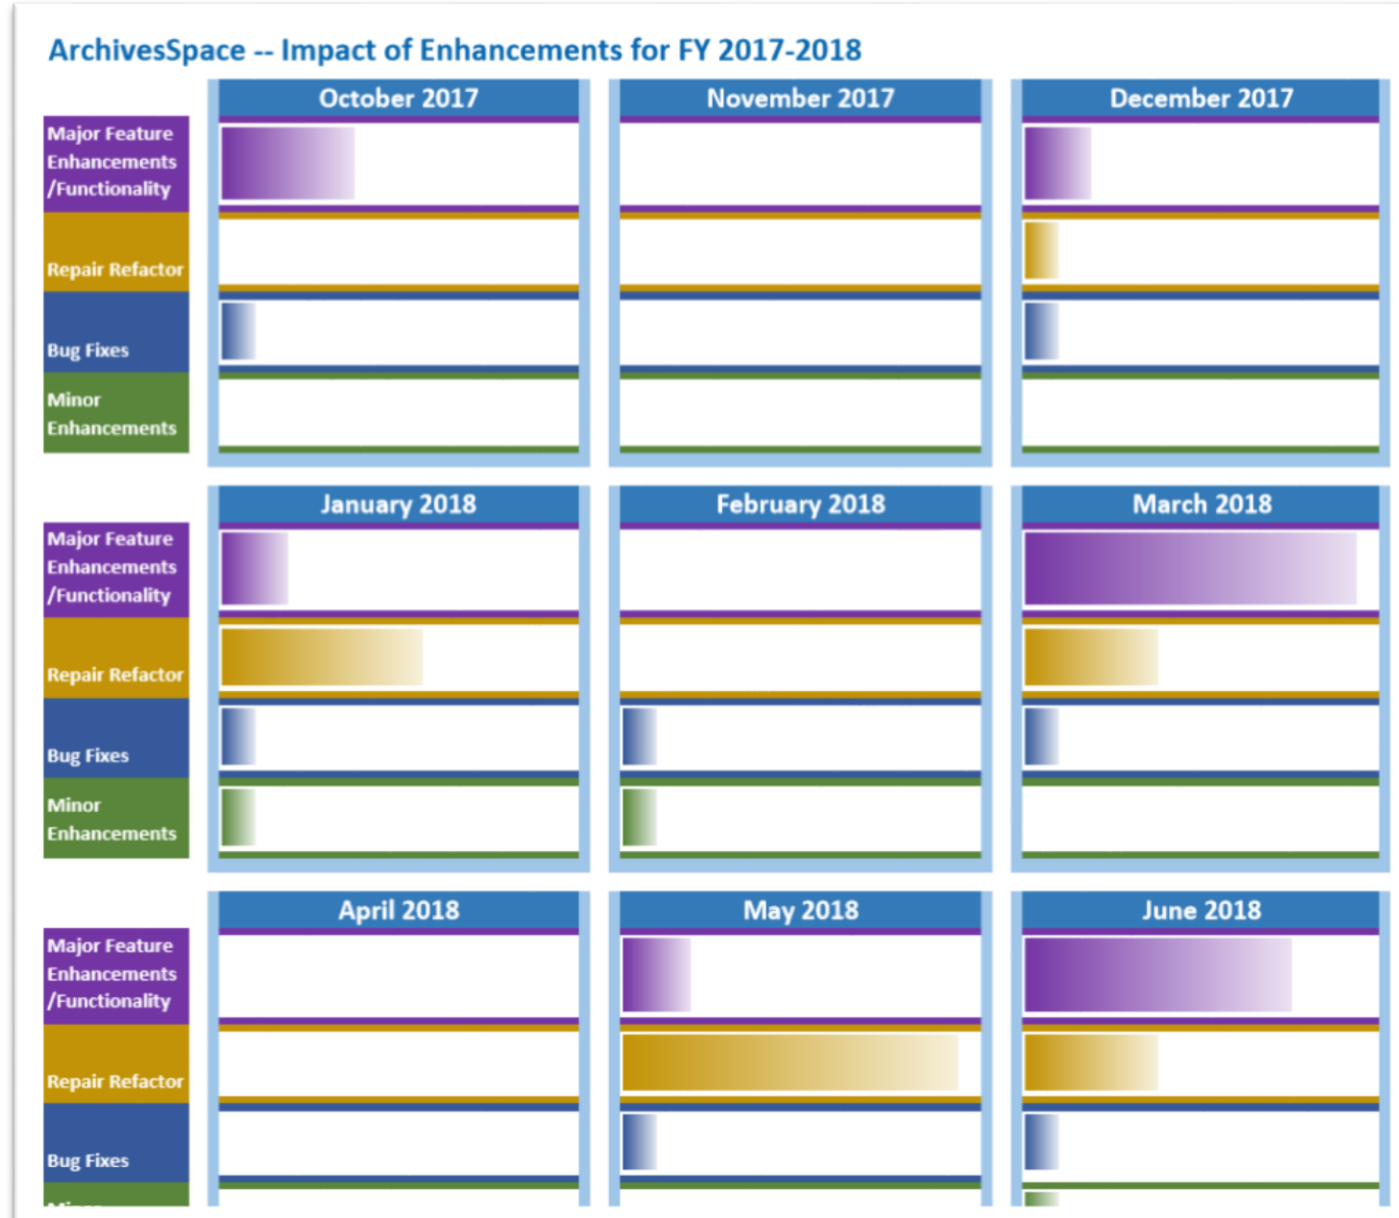 ArchivesSpace -- Impact of Enhancements for FY 2017-2018
October 2017
November 2017
December 2017
Major Feature
Enhancements
/Functionality
Repair Refactor
Bug Fixes
Minor
Enhancements
January 2018
February 2018
March 2018
Major Feature
Enhancements
/Functionality
Repair Refactor
Bug Fixes
Minor
Enhancements
April 2018
May 2018
June 2018
Major Feature
Enhancements
/Functionality
Repair Refactor
Bug Fixes
Minor